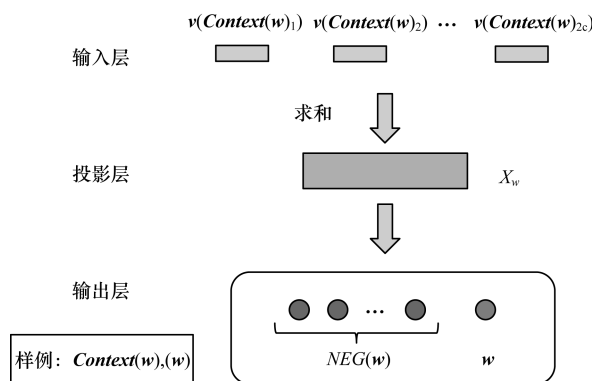 v(Context(w)₁) v(Context(w)₂) … v(Context(w)₂c)
输入层
求和
投影层 Xw
输出层
…
样例：Context(w),(w) NEG(w) w